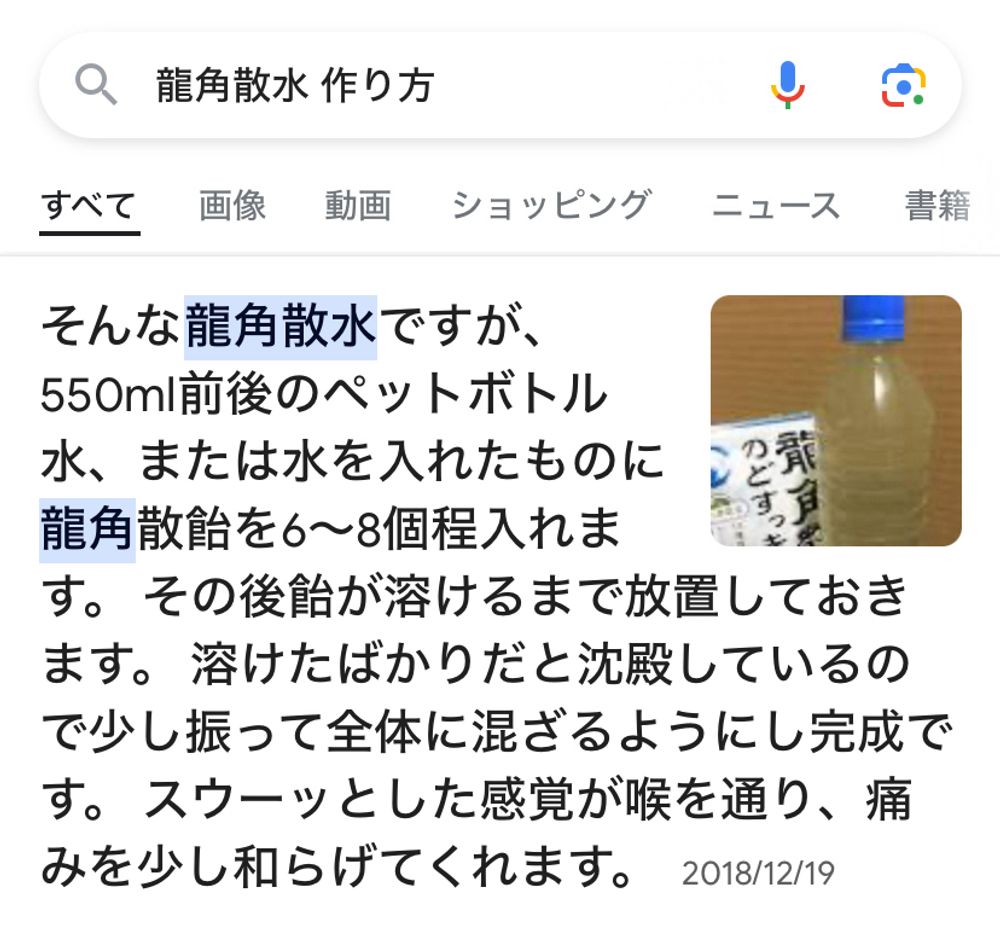 龍角散水 作り方
すべて 画像 動画 ショッピング ニュース 書籍
そんな龍角散水ですが、
550ml前後のペットボトル
水、または水を入れたものに
龍角散飴を6〜8個程入れま
す。 その後飴が溶けるまで放置しておき
ます。 溶けたばかりだと沈殿しているの
で少し振って全体に混ざるようにし完成で
す。 スウーッとした感覚が喉を通り、痛
みを少し和らげてくれます。 2018/12/19
龍角散
のどすっき